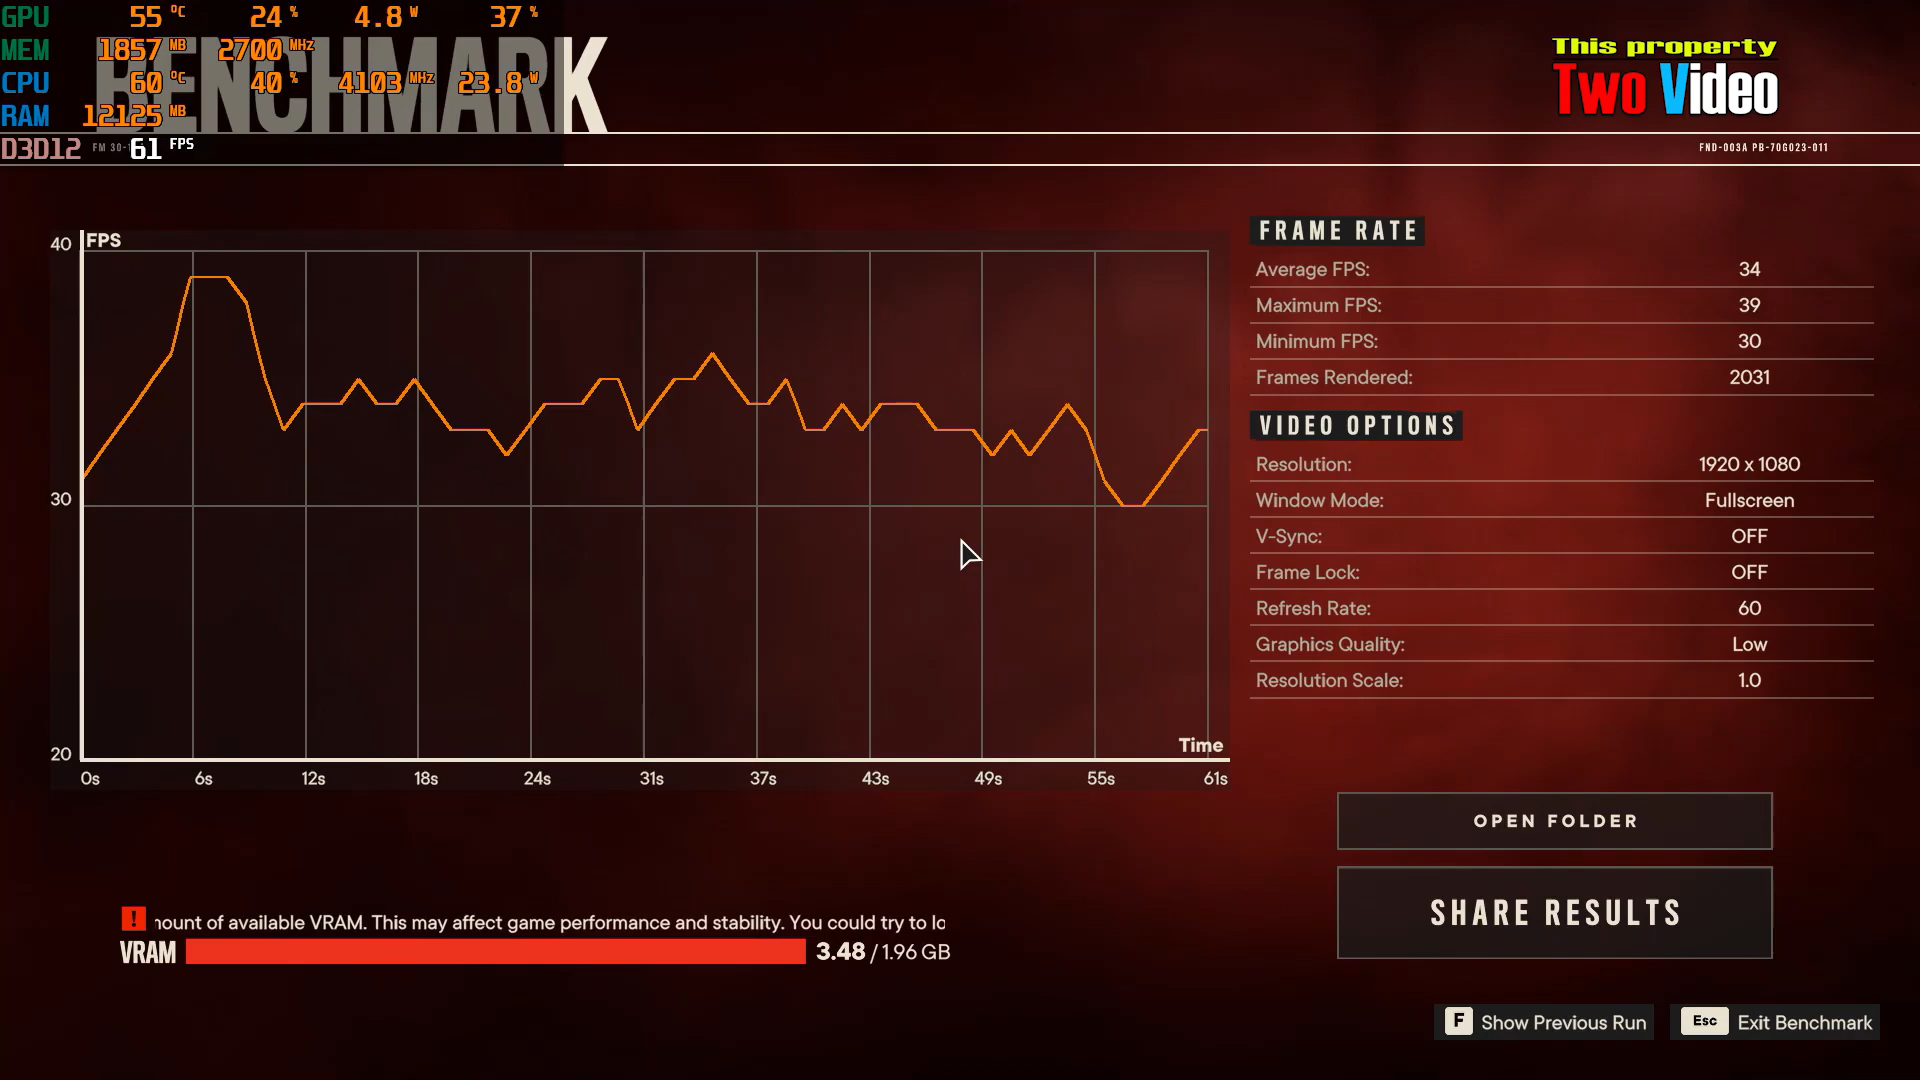 GPU 55 °C 24 % 4.8 W 37 %
MEM 1857 MB 2700 MHz
CPU 60 °C 40 % 4103 MHz 23.8 W
RAM 12125 MB
BENCHMARK
D3D12 61 FPS
FM 30-
This property
Two Video
FND-003A PB-70G023-011
FPS
40
30
20
Time
0s 6s 12s 18s 24s 31s 37s 43s 49s 55s 61s
FRAME RATE
Average FPS: 34
Maximum FPS: 39
Minimum FPS: 30
Frames Rendered: 2031
VIDEO OPTIONS
Resolution: 1920 x 1080
Window Mode: Fullscreen
V-Sync: OFF
Frame Lock: OFF
Refresh Rate: 60
Graphics Quality: Low
Resolution Scale: 1.0
OPEN FOLDER
SHARE RESULTS
! of available VRAM. This may affect game performance and stability. You could try to lo
VRAM 3.48 / 1.96 GB
F Show Previous Run
Esc Exit Benchmark